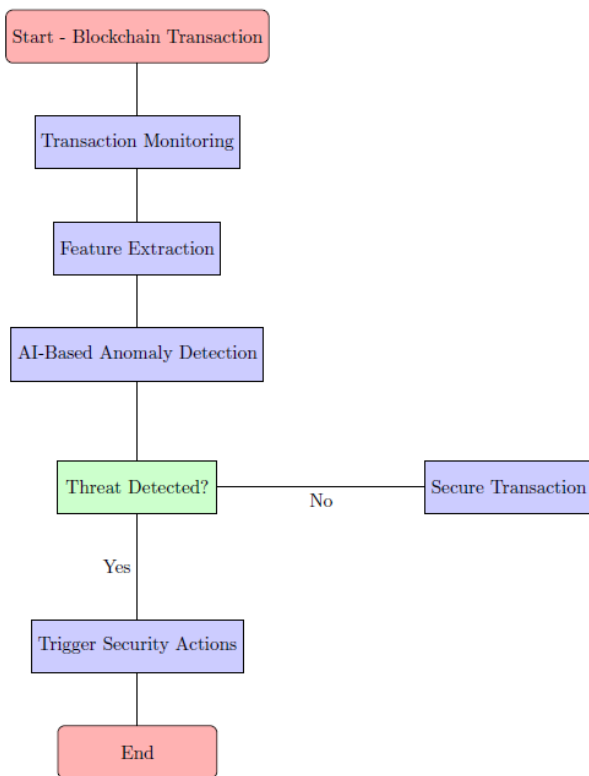 Start - Blockchain Transaction
Transaction Monitoring
Feature Extraction
AI-Based Anomaly Detection
Threat Detected?
No
Secure Transaction
Yes
Trigger Security Actions
End